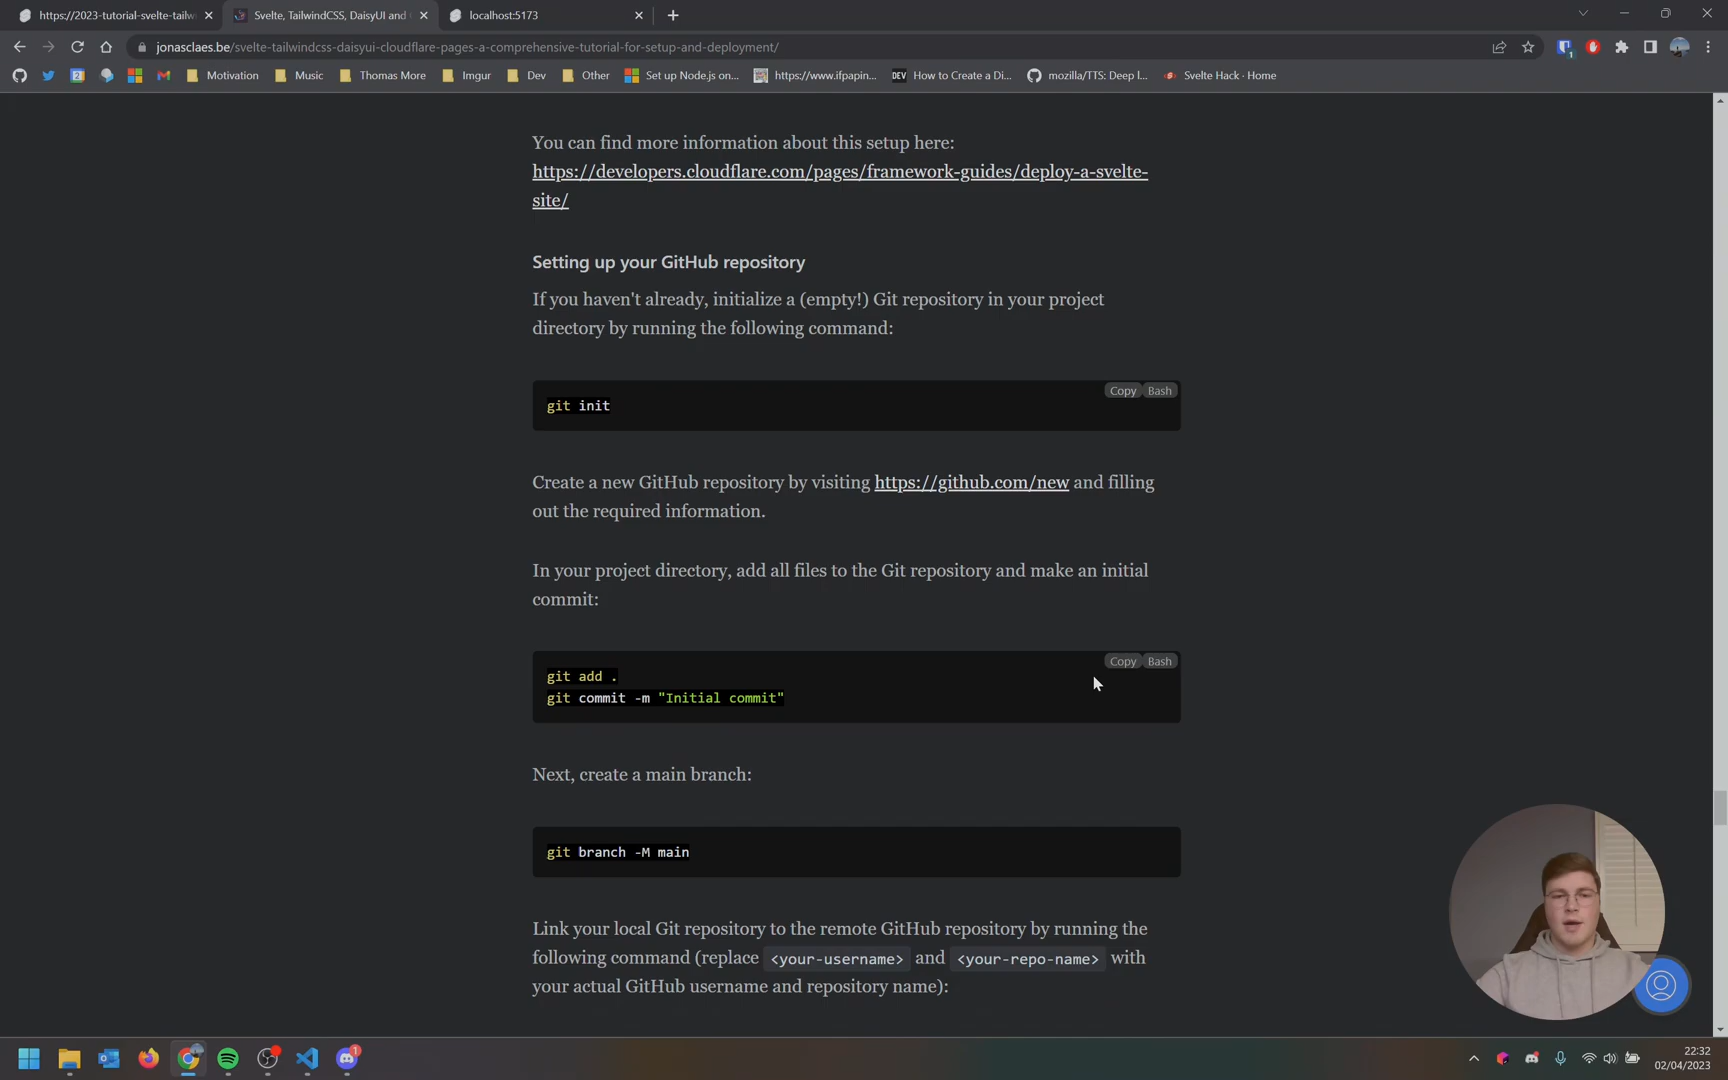 https://2023-tutorial-svelte-tailw
Svelte, TailwindCSS, DaisyUI and
localhost:5173
jonasclaes.be/svelte-tailwindcss-daisyui-cloudflare-pages-a-comprehensive-tutorial-for-setup-and-deployment/
Motivation
Music
Thomas More
Imgur
Dev
Other
Set up Node.js on...
https://www.ifpapin...
DEV
How to Create a Di...
mozilla/TTS: Deep l...
Svelte Hack · Home
You can find more information about this setup here:
https://developers.cloudflare.com/pages/framework-guides/deploy-a-svelte-
site/
Setting up your GitHub repository
If you haven't already, initialize a (empty!) Git repository in your project
directory by running the following command:
Copy
Bash
git init
Create a new GitHub repository by visiting https://github.com/new and filling
out the required information.
In your project directory, add all files to the Git repository and make an initial
commit:
Copy
Bash
git add .
git commit -m "Initial commit"
Next, create a main branch:
git branch -M main
Link your local Git repository to the remote GitHub repository by running the
following command (replace <your-username> and <your-repo-name> with
your actual GitHub username and repository name):
22:32
02/04/2023